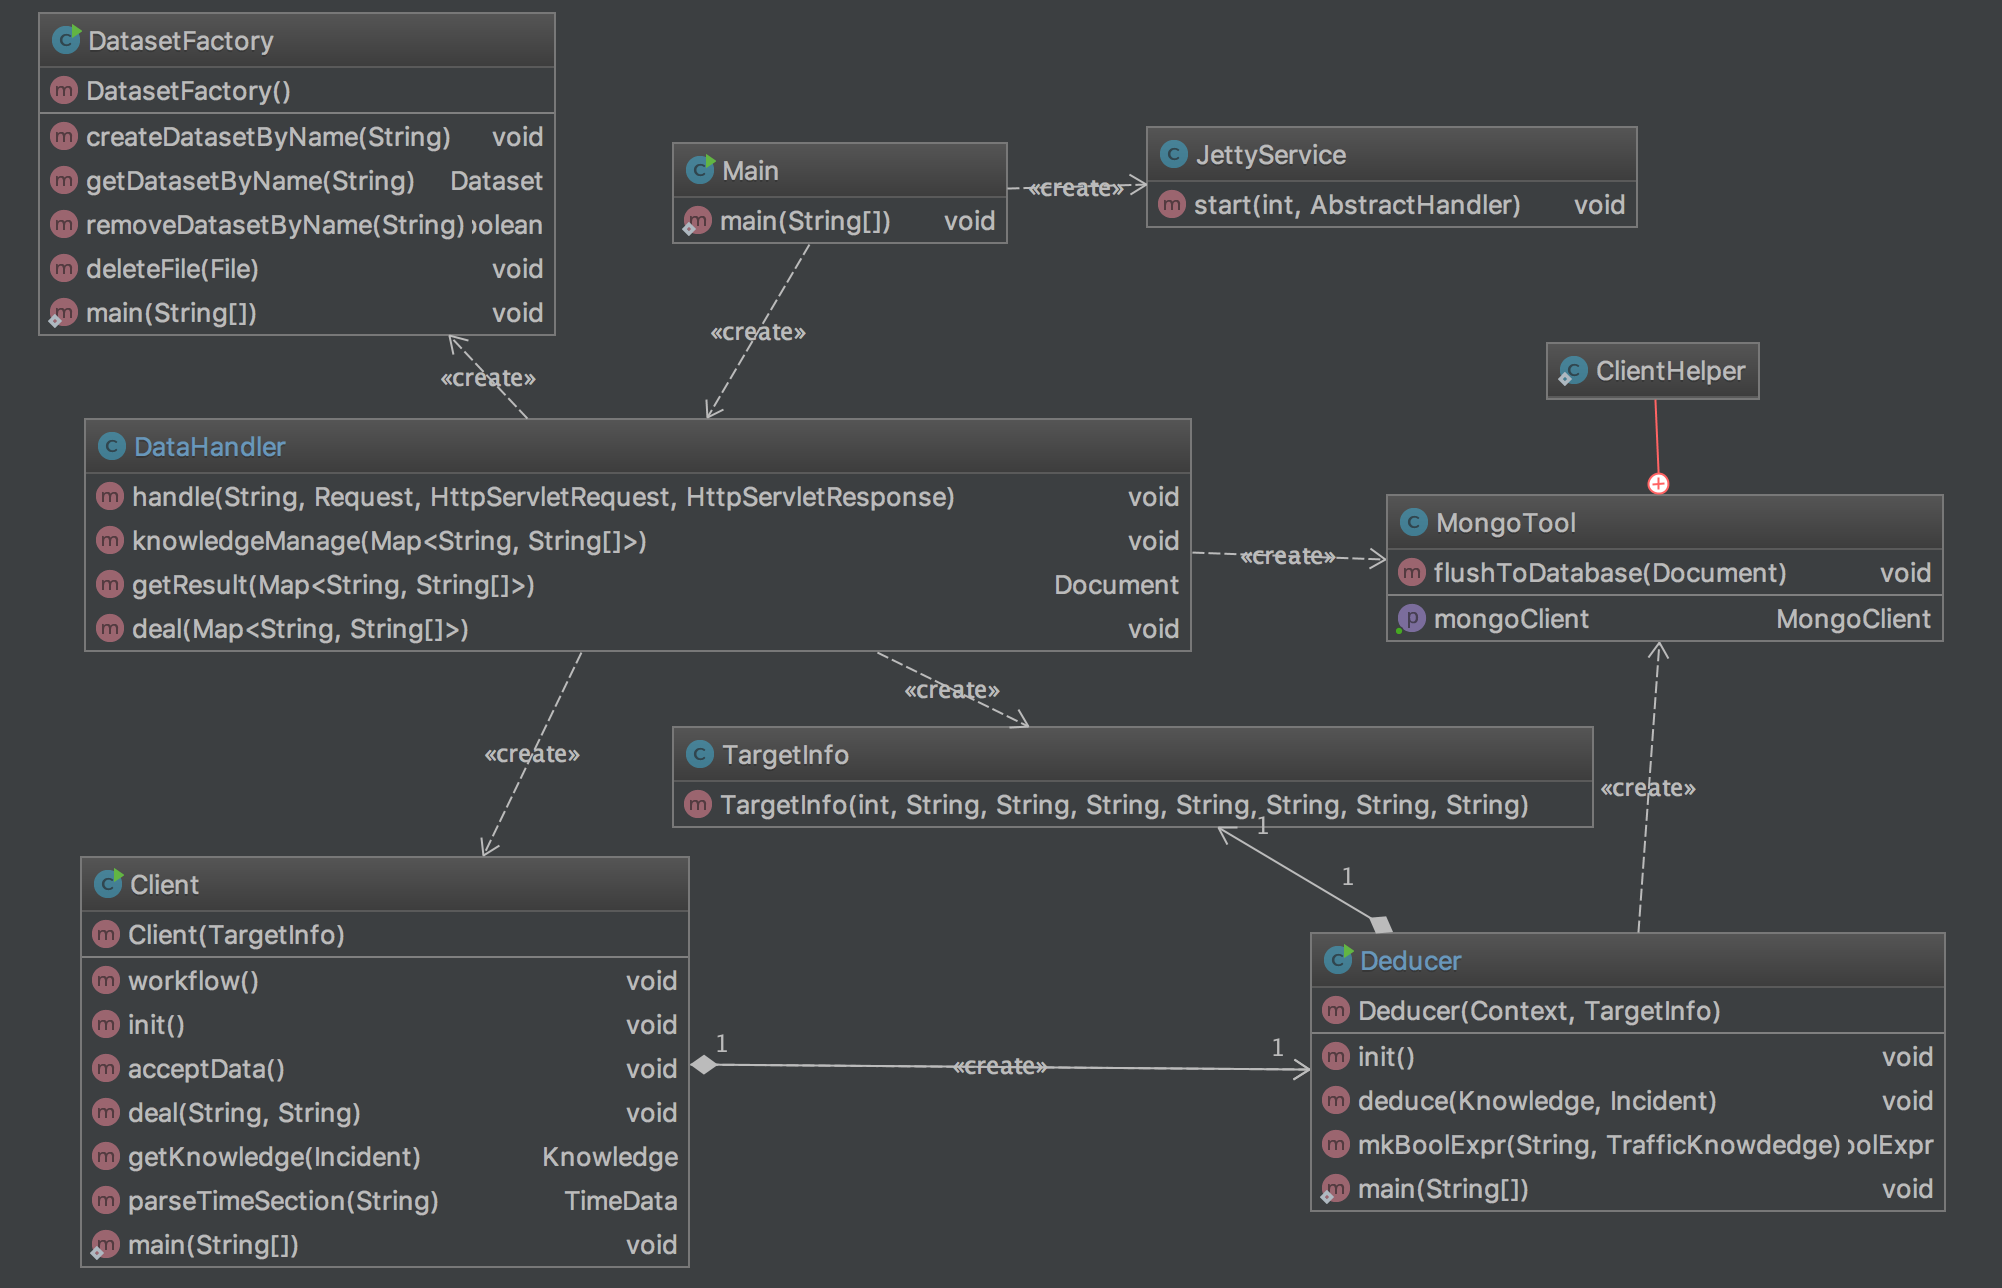 DatasetFactory
DatasetFactory()
createDatasetByName(String) void
getDatasetByName(String) Dataset
removeDatasetByName(String) oolean
deleteFile(File) void
main(String[]) void
Main
main(String[]) void
«create»
JettyService
start(int, AbstractHandler) void
«create»
«create»
ClientHelper
DataHandler
handle(String, Request, HttpServletRequest, HttpServletResponse) void
knowledgeManage(Map<String, String[]>) void
getResult(Map<String, String[]>) Document
deal(Map<String, String[]>) void
«create»
MongoTool
flushToDatabase(Document) void
mongoClient MongoClient
«create»
«create»
TargetInfo
TargetInfo(int, String, String, String, String, String, String, String)
«create»
1
1
Client
Client(TargetInfo)
workflow() void
init() void
acceptData() void
deal(String, String) void
getKnowledge(Incident) Knowledge
parseTimeSection(String) TimeData
main(String[]) void
1
«create»
1
Deducer
Deducer(Context, TargetInfo)
init() void
deduce(Knowledge, Incident) void
mkBoolExpr(String, TrafficKnowdedge) oolExpr
main(String[]) void